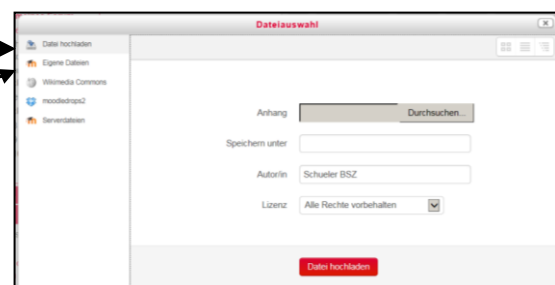 Dateiauswahl
Datei hochladen
Eigene Dateien
Wikimedia Commons
moodledrops2
Serverdateien
Anhang Durchsuchen...
Speichern unter
Autor/in Schueler BSZ
Lizenz Alle Rechte vorbehalten
Datei hochladen